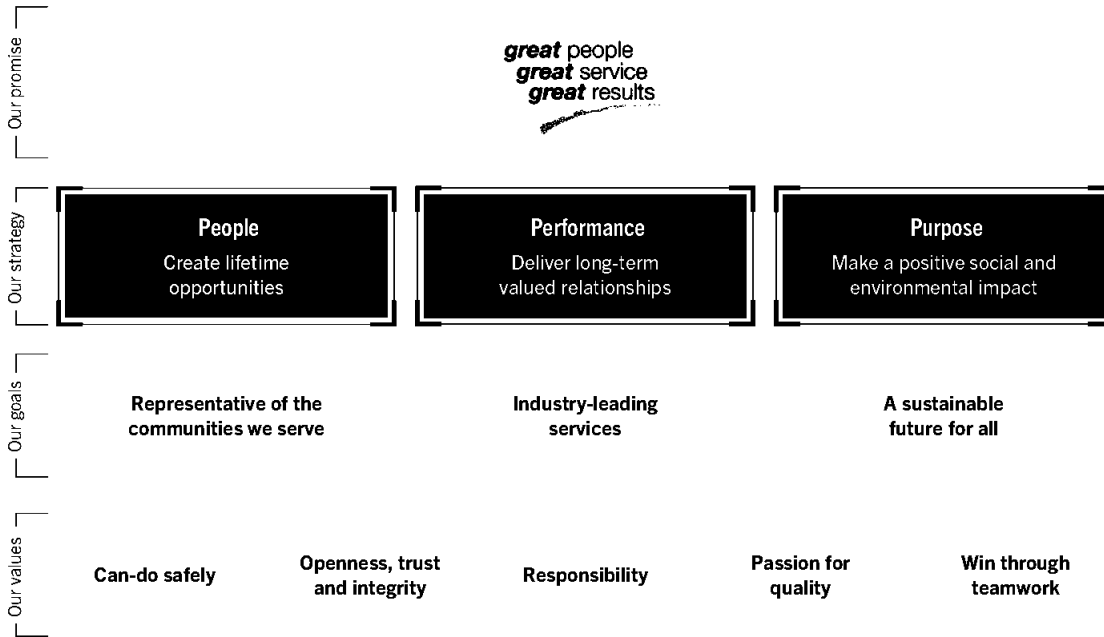 Our promise
great people
great service
great results
Our strategy
People
Create lifetime
opportunities
Performance
Deliver long-term
valued relationships
Purpose
Make a positive social and
environmental impact
Our goals
Representative of the
communities we serve
Industry-leading
services
A sustainable
future for all
Our values
Can-do safely
Openness, trust
and integrity
Responsibility
Passion for
quality
Win through
teamwork